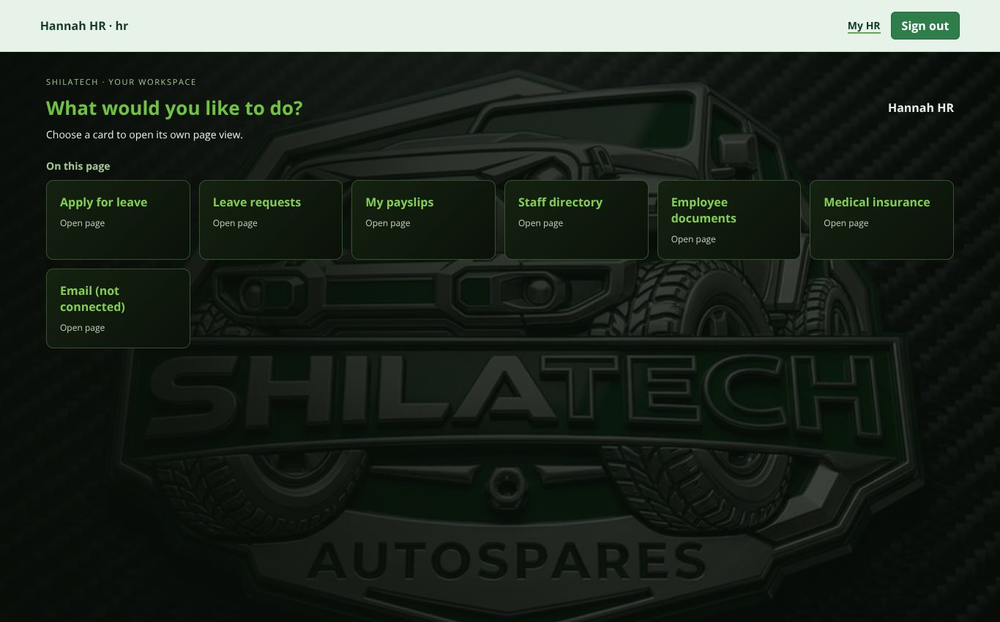 Hannah HR · hr
My HR
Sign out
SHILATECH · YOUR WORKSPACE
What would you like to do?
Hannah HR
Choose a card to open its own page view.
On this page
Apply for leave
Open page
Leave requests
Open page
My payslips
Open page
Staff directory
Open page
Employee
documents
Open page
Medical insurance
Open page
Email (not
connected)
Open page
SHILATECH
AUTOSPARES